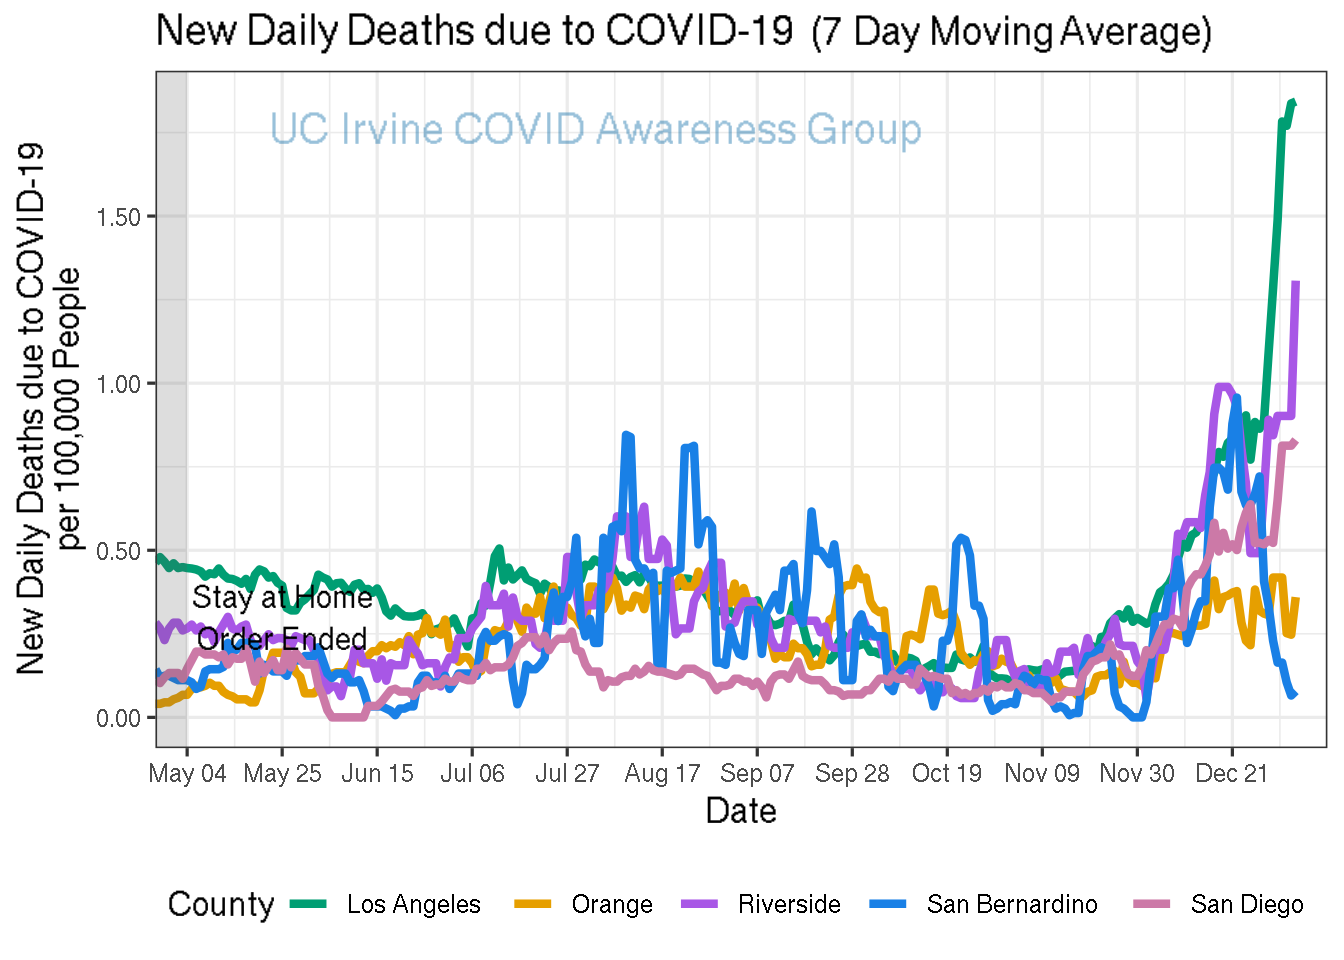 New Daily Deaths due to COVID-19 (7 Day Moving Average)
UC Irvine COVID Awareness Group
New Daily Deaths due to COVID-19
per 100,000 People
1.50
1.00
0.50
0.00
Stay at Home
Order Ended
May 04 May 25 Jun 15 Jul 06 Jul 27 Aug 17 Sep 07 Sep 28 Oct 19 Nov 09 Nov 30 Dec 21
Date
County Los Angeles Orange Riverside San Bernardino San Diego